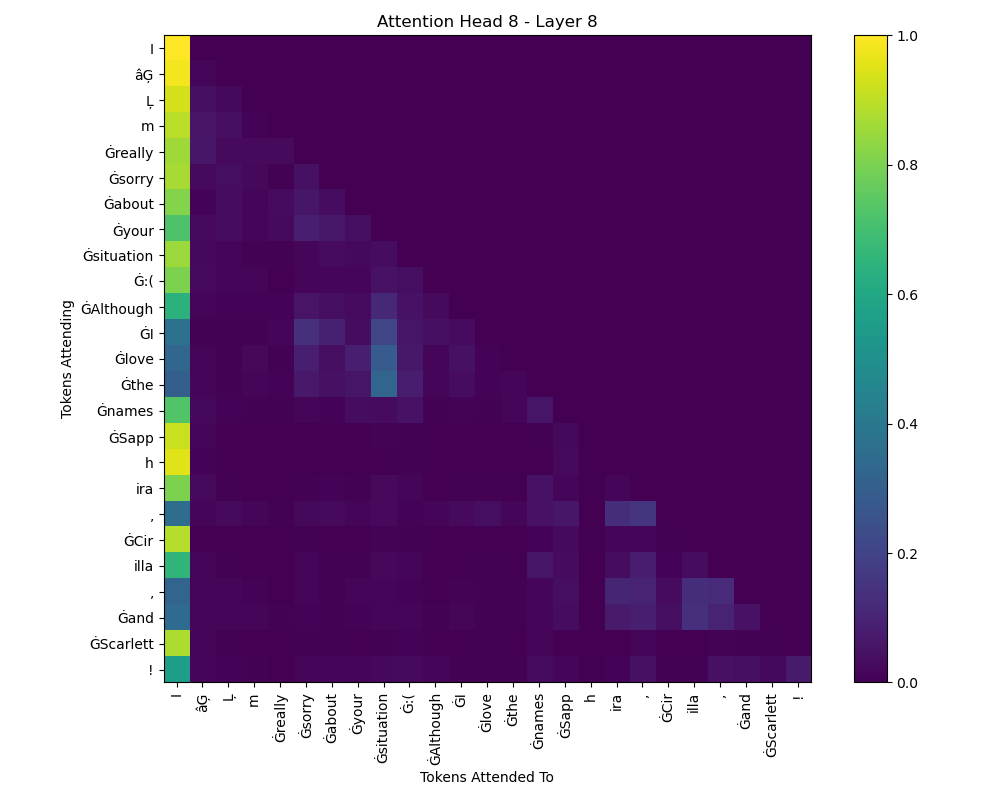 Attention Head 8 - Layer 8
Tokens Attending
I
âĢ
Ļ
m
Ġreally
Ġsorry
Ġabout
Ġyour
Ġsituation
Ġ:(
ĠAlthough
ĠI
Ġlove
Ġthe
Ġnames
ĠSapp
h
ira
,
ĠCir
illa
,
Ġand
ĠScarlett
!
I
âĢ
Ļ
m
Ġreally
Ġsorry
Ġabout
Ġyour
Ġsituation
Ġ:(
ĠAlthough
ĠI
Ġlove
Ġthe
Ġnames
ĠSapp
h
ira
,
ĠCir
illa
,
Ġand
ĠScarlett
!
Tokens Attended To
1.0
0.8
0.6
0.4
0.2
0.0